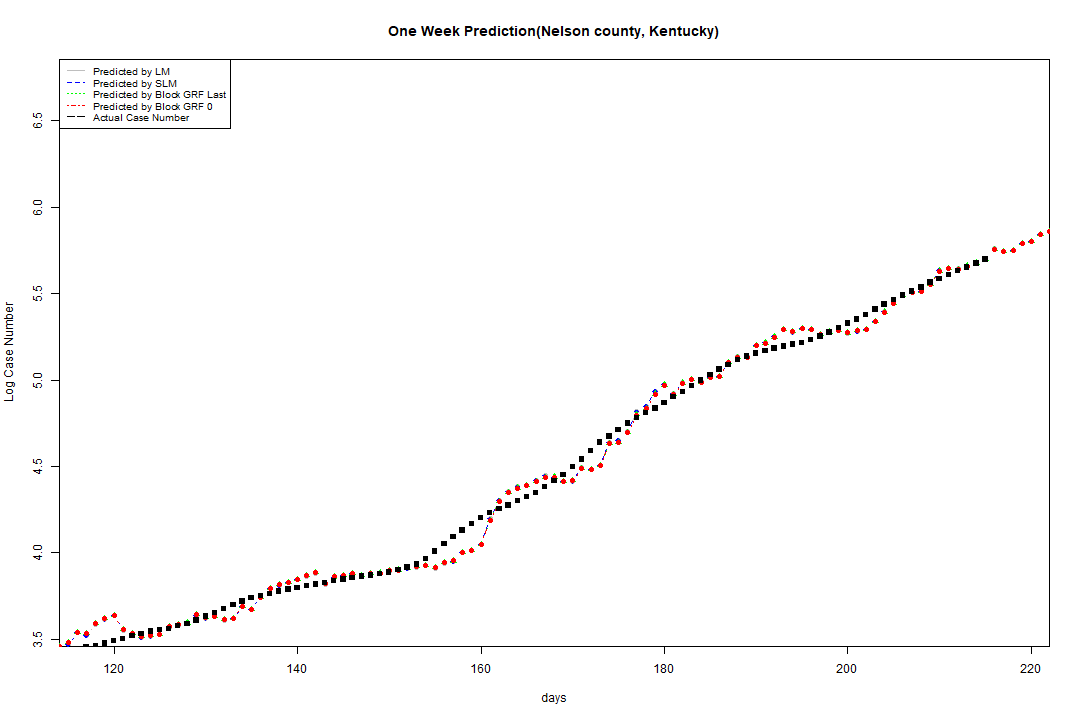 One Week Prediction(Nelson county, Kentucky)
Predicted by LM
Predicted by SLM
Predicted by Block GRF Last
Predicted by Block GRF 0
Actual Case Number
Log Case Number
6.5
6.0
5.5
5.0
4.5
4.0
3.5
120 140 160 180 200 220
days